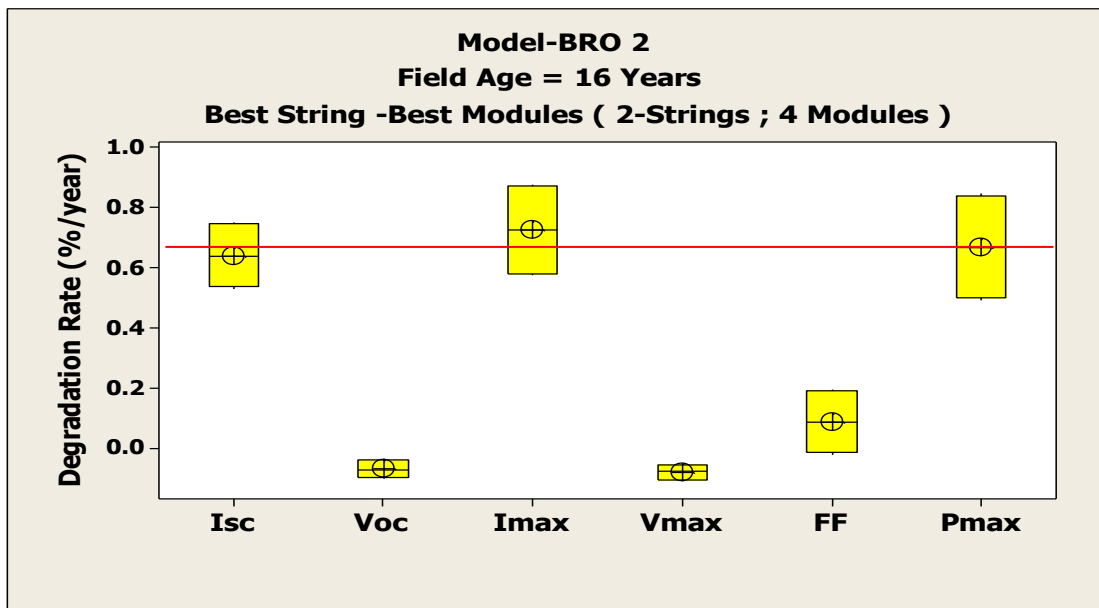 Model-BRO 2
Field Age = 16 Years
Best String -Best Modules ( 2-Strings ; 4 Modules )
Degradation Rate (%/year)
1.0
0.8
0.6
0.4
0.2
0.0
Isc Voc Imax Vmax FF Pmax